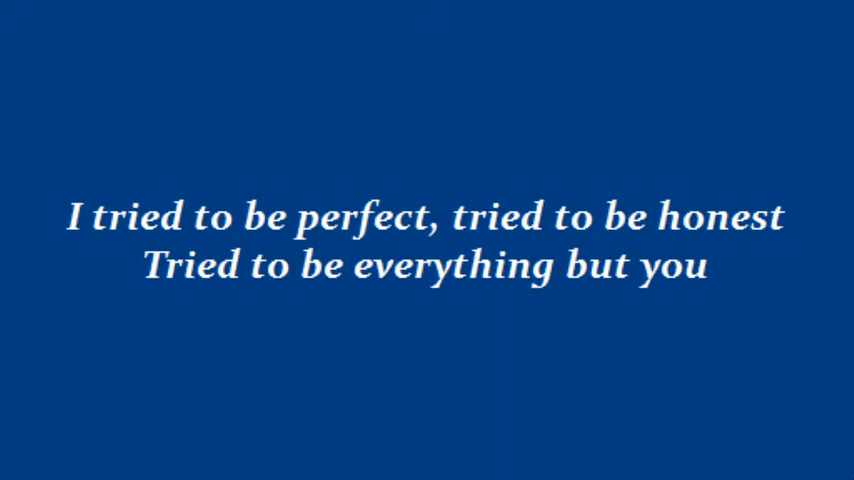 I tried to be perfect, tried to be honest
Tried to be everything but you